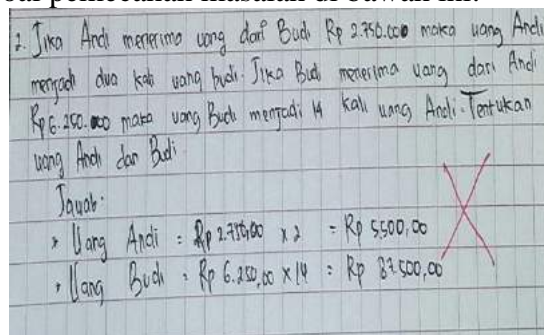 soal pemecahan masalah di bawah ini.
2. Jika Andi menerima uang dari Budi Rp 2.750.000 maka uang Andi
menjadi dua kali uang budi. Jika Budi menerima uang dari Andi
Rp 6.250.000 maka uang Budi menjadi 14 kali uang Andi. Tentukan
uang Andi dan Budi
Jawab:
* Uang Andi = Rp 2.750,00 x 2 = Rp 5500,00
* Uang Budi = Rp 6.250,00 x 14 = Rp 87.500,00